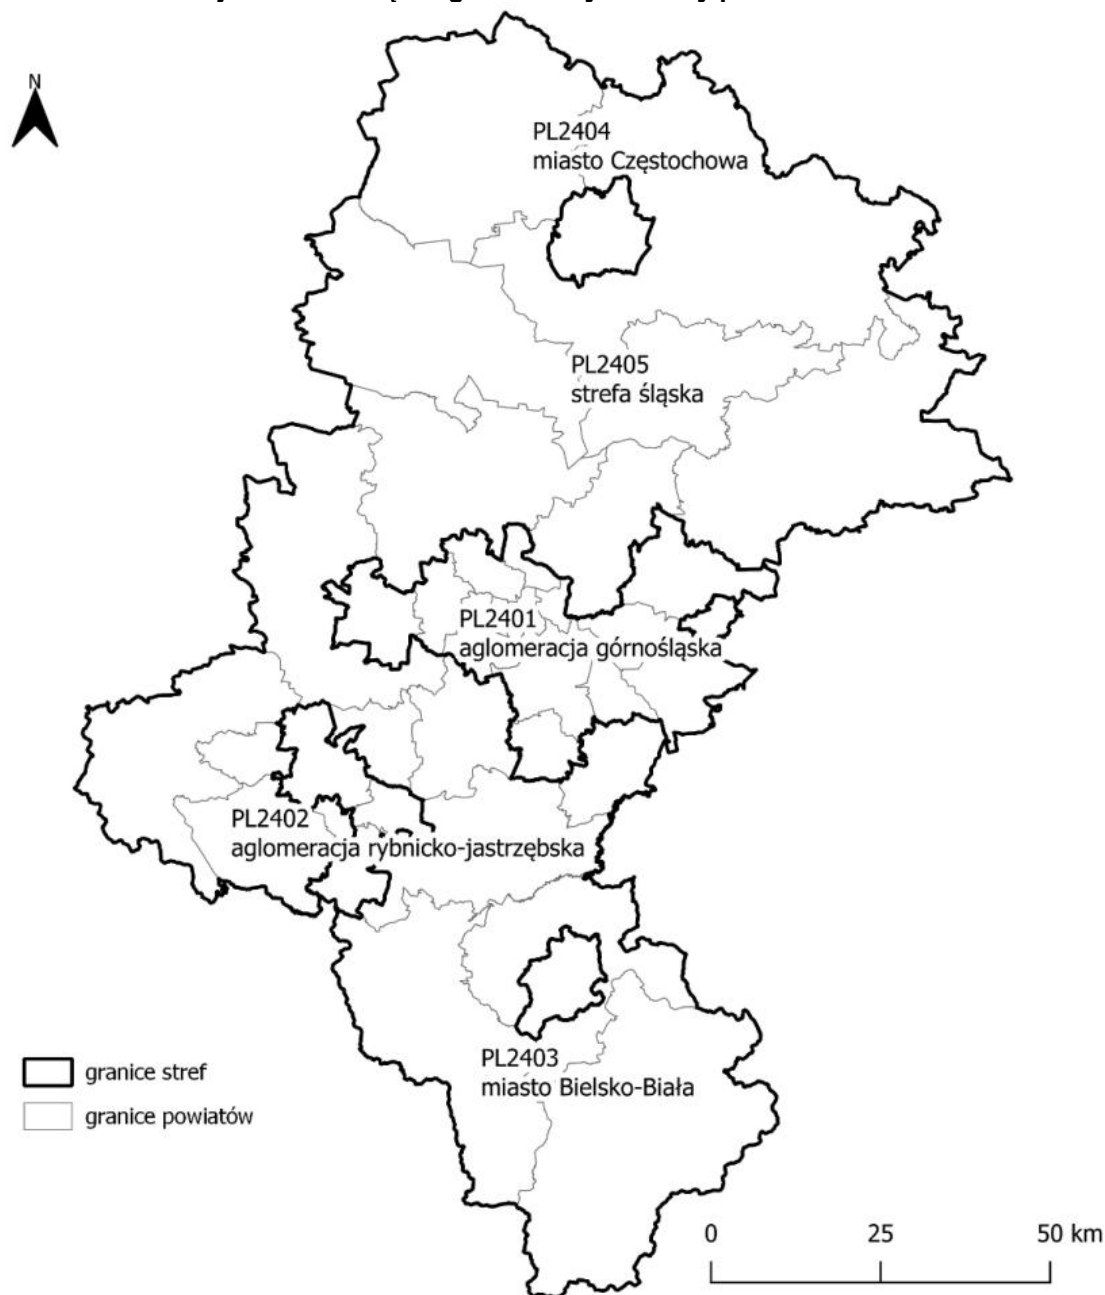 N
PL2404
miasto Częstochowa
PL2405
strefa śląska
PL2401
aglomeracja górnośląska
PL2402
aglomeracja rybnicko-jastrzębska
PL2403
miasto Bielsko-Biała
granice stref
granice powiatów
0 25 50 km